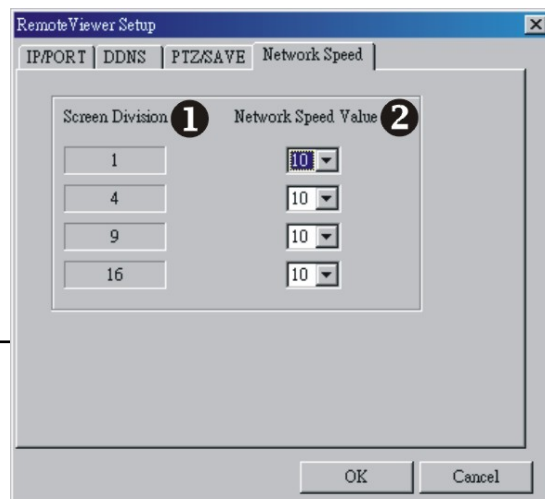 RemoteViewer Setup
IP/PORT DDNS PTZ/SAVE Network Speed
Screen Division 1 Network Speed Value 2
1 10
4 10
9 10
16 10
OK Cancel